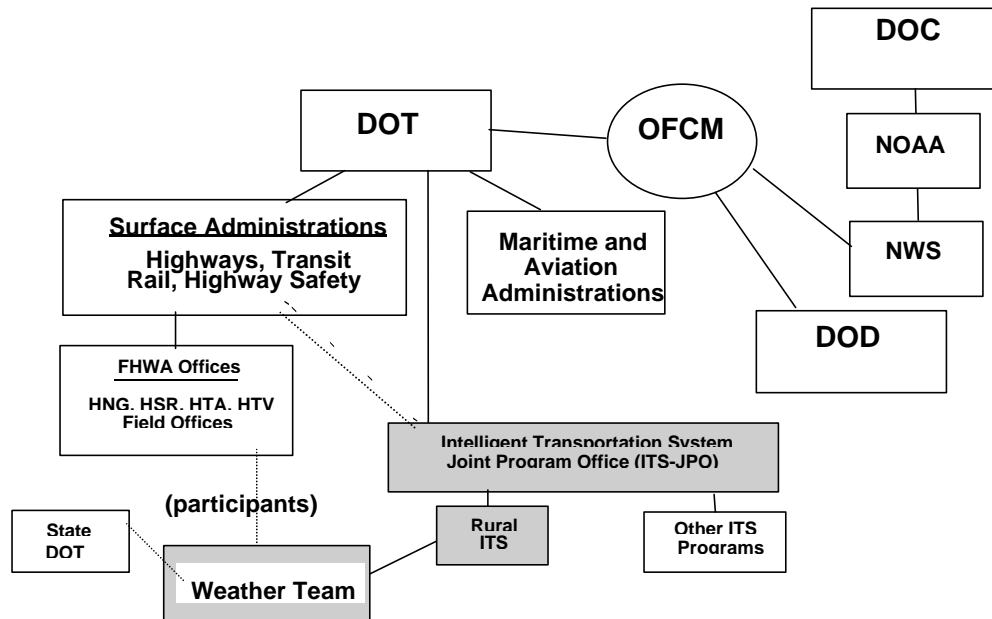 DOC
DOT
OFCM
NOAA
Surface Administrations
Highways, Transit
Rail, Highway Safety
Maritime and
Aviation
Administrations
NWS
DOD
FHWA Offices
HNG, HSR, HTA, HTV
Field Offices
Intelligent Transportation System
Joint Program Office (ITS-JPO)
(participants)
State
DOT
Rural
ITS
Other ITS
Programs
Weather Team